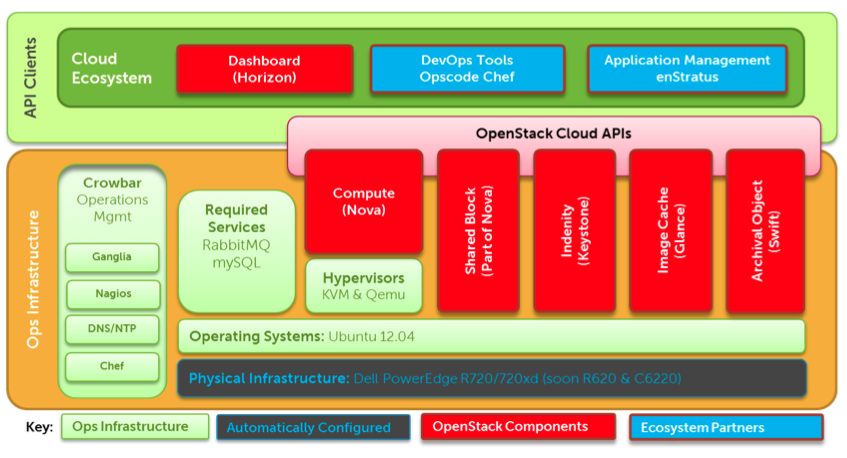 API Clients
Cloud
Ecosystem
Dashboard
(Horizon)
DevOps Tools
Opscode Chef
Application Management
enStratus
OpenStack Cloud APIs
Ops Infrastructure
Crowbar
Operations
Mgmt
Ganglia
Nagios
DNS/NTP
Chef
Required
Services
RabbitMQ
mySQL
Compute
(Nova)
Hypervisors
KVM & Qemu
Shared Block
(Part of Nova)
Indenity
(Keystone)
Image Cache
(Glance)
Archival Object
(Swift)
Operating Systems: Ubuntu 12.04
Physical Infrastructure: Dell PowerEdge R720/720xd (soon R620 & C6220)
Key:
Ops Infrastructure
Automatically Configured
OpenStack Components
Ecosystem Partners